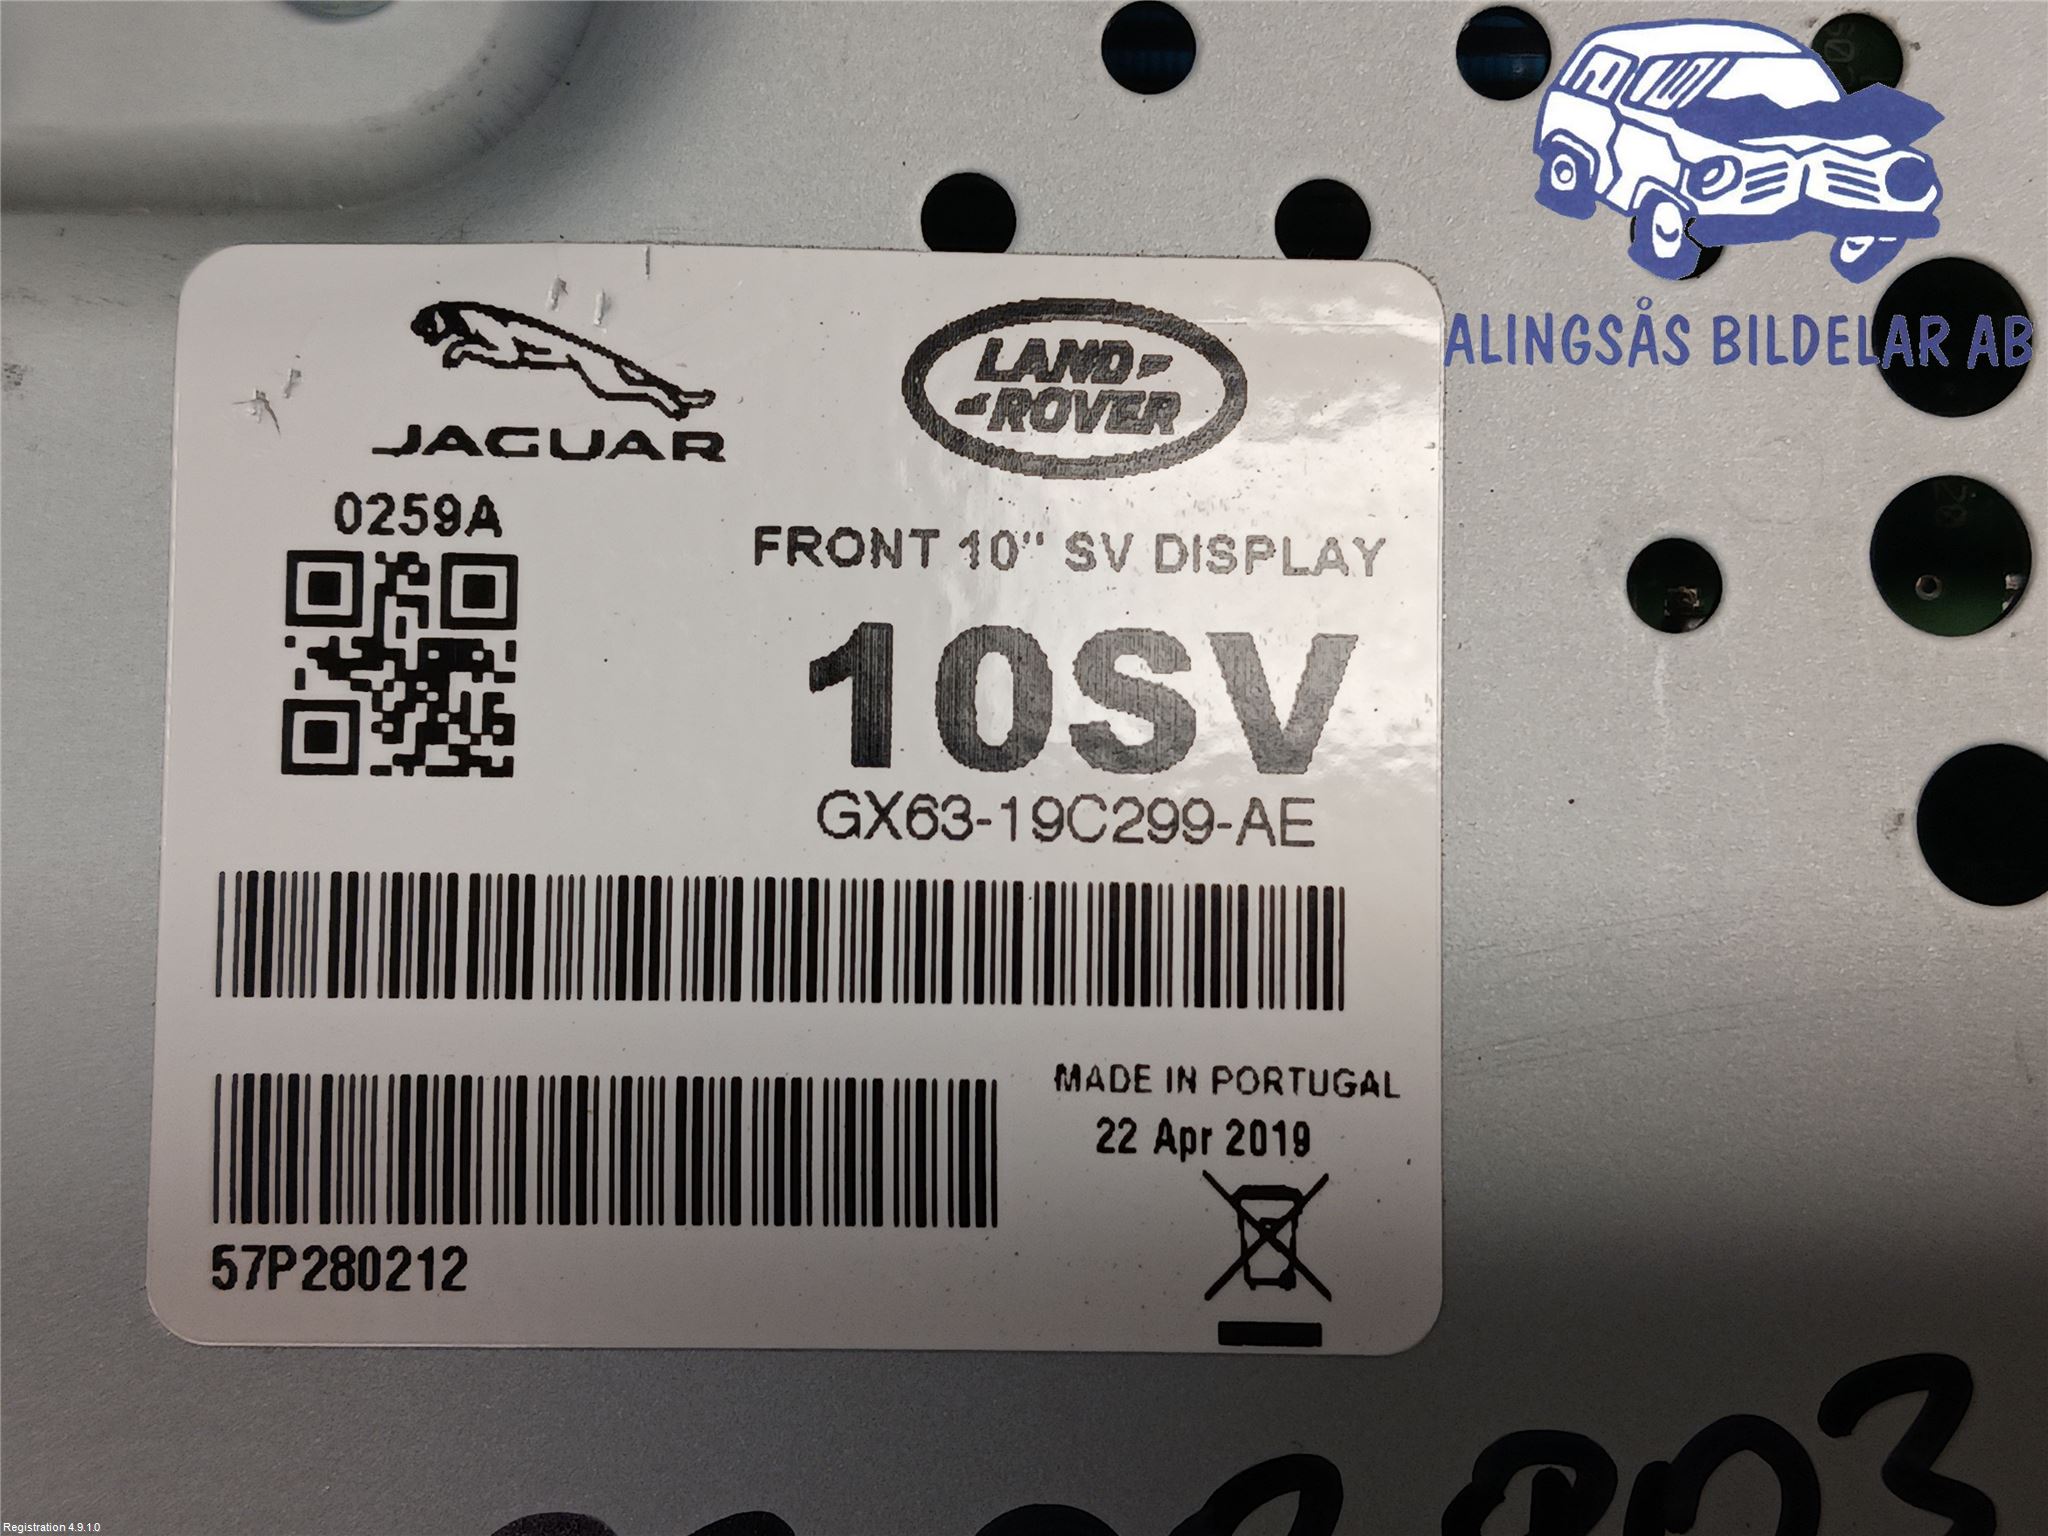 ALINGSÅS BILDELAR AB
JAGUAR
LAND
ROVER
0259A
FRONT 10" SV DISPLAY
10SV
GX63-19C299-AE
MADE IN PORTUGAL
22 Apr 2019
57P280212
Registration 4.9.1.0